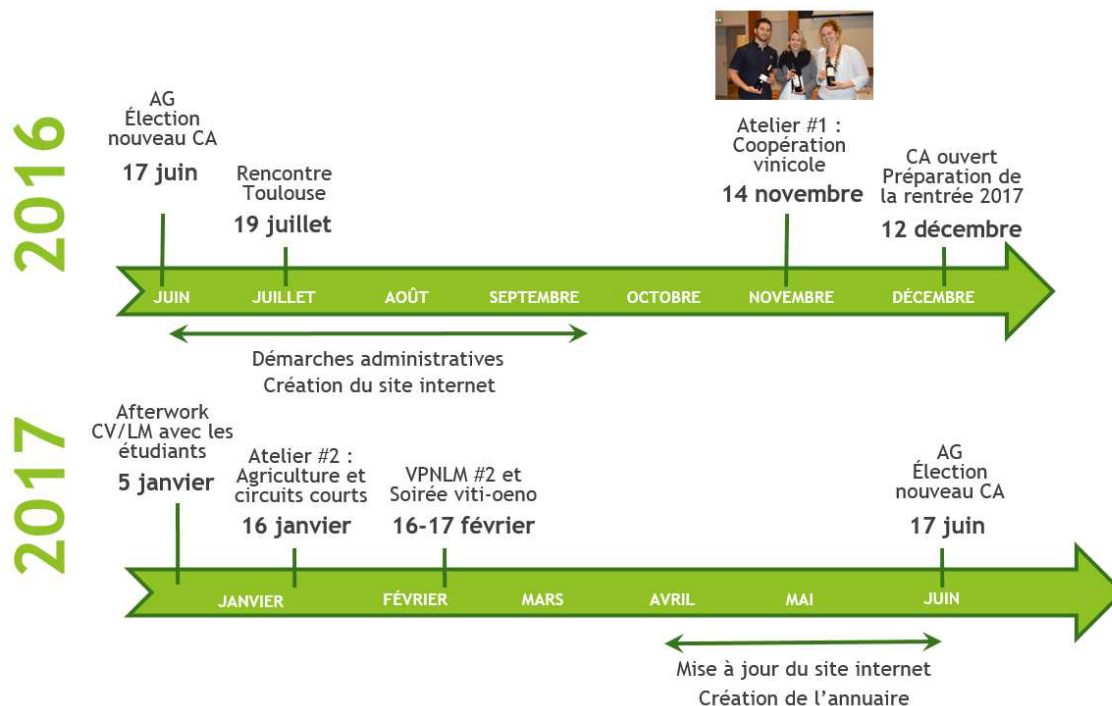 2016
AG
Élection
nouveau CA
17 juin
Rencontre
Toulouse
19 juillet
Atelier #1 :
Coopération
vinicole
14 novembre
CA ouvert
Préparation de
la rentrée 2017
12 décembre
JUIN JUILLET AOÛT SEPTEMBRE OCTOBRE NOVEMBRE DÉCEMBRE
Démarches administratives
Création du site internet
2017
Afterwork
CV/LM avec les
étudiants
5 janvier
Atelier #2 :
Agriculture et
circuits courts
16 janvier
VPNLM #2 et
Soirée viti-oeno
16-17 février
AG
Élection
nouveau CA
17 juin
JANVIER FÉVRIER MARS AVRIL MAI JUIN
Mise à jour du site internet
Création de l'annuaire